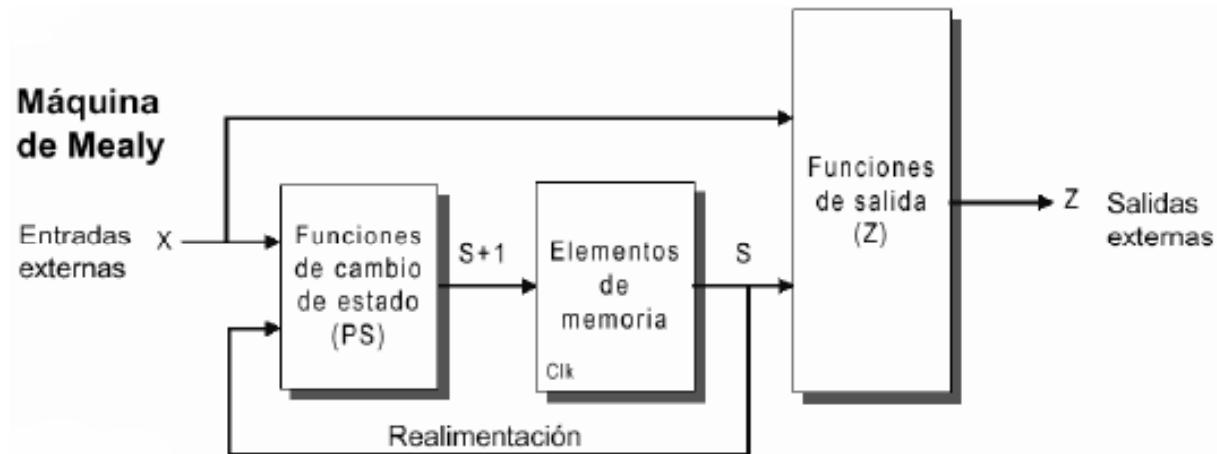 Máquina
de Mealy
Entradas
externas
X
Funciones
de cambio
de estado
(PS)
S+1
Elementos
de
memoria
Clk
S
Funciones
de salida
(Z)
Z
Salidas
externas
Realimentación